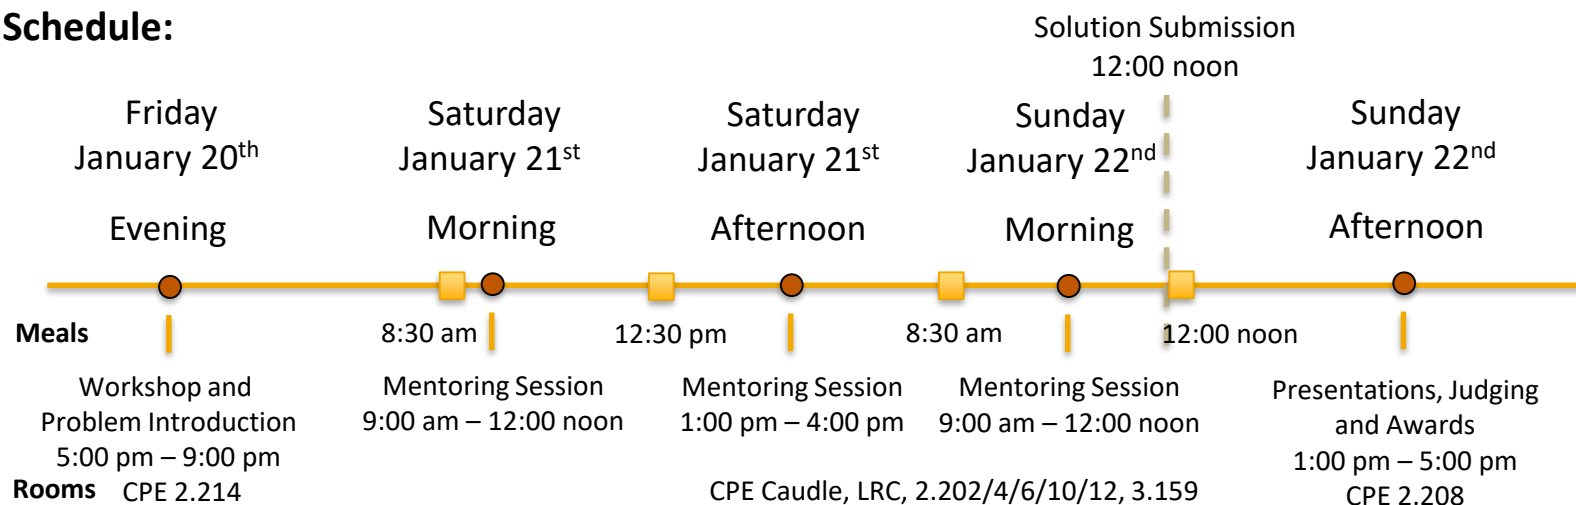 Schedule:
Solution Submission
12:00 noon
Friday
January 20th
Evening
Saturday
January 21st
Morning
Saturday
January 21st
Afternoon
Sunday
January 22nd
Morning
Sunday
January 22nd
Afternoon
Meals
8:30 am
12:30 pm
8:30 am
12:00 noon
Workshop and
Problem Introduction
5:00 pm – 9:00 pm
Mentoring Session
9:00 am – 12:00 noon
Mentoring Session
1:00 pm – 4:00 pm
Mentoring Session
9:00 am – 12:00 noon
Presentations, Judging
and Awards
1:00 pm – 5:00 pm
Rooms
CPE 2.214
CPE Caudle, LRC, 2.202/4/6/10/12, 3.159
CPE 2.208